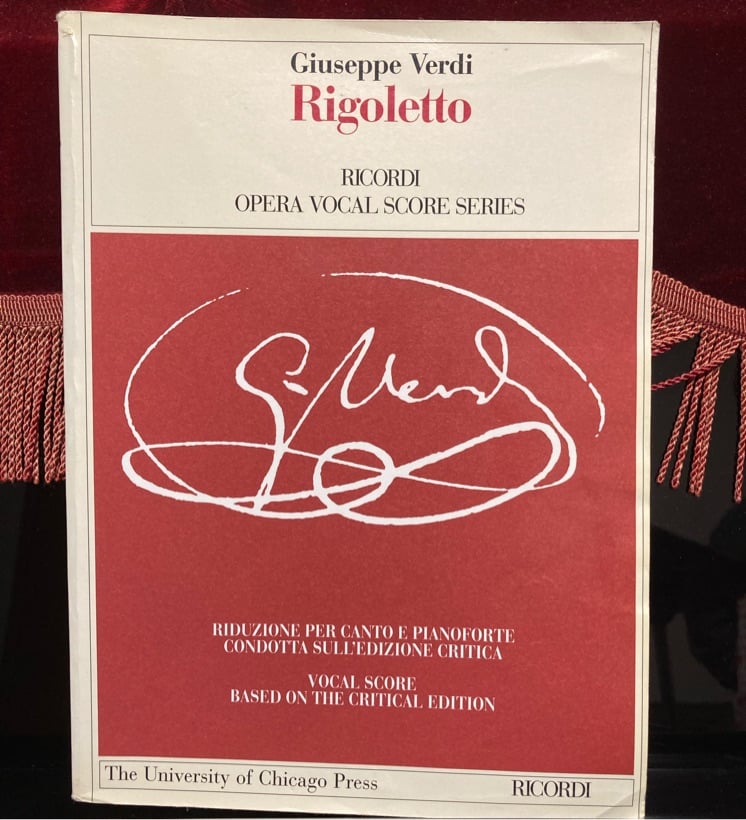 Giuseppe Verdi
Rigoletto
RICORDI
OPERA VOCAL SCORE SERIES
G. Verdi
RIDUZIONE PER CANTO E PIANOFORTE
CONDOTTA SULL'EDIZIONE CRITICA
VOCAL SCORE
BASED ON THE CRITICAL EDITION
The University of Chicago Press
RICORDI